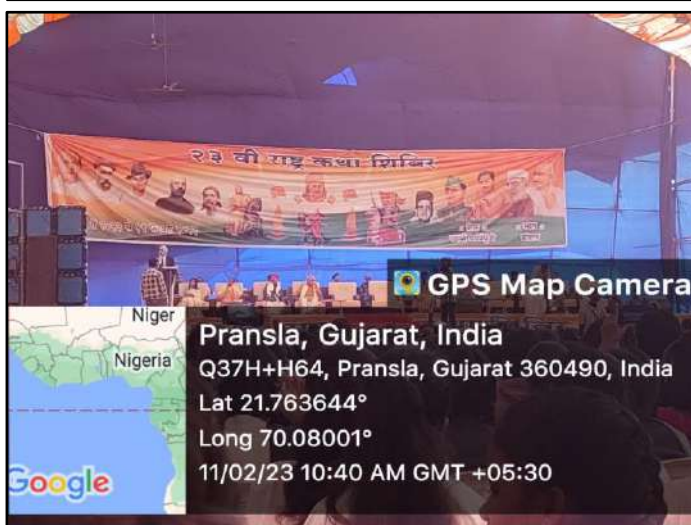 २३ वी राष्ट्र कथा शिबिर
GPS Map Camera
Niger
Nigeria
Google
Pransla, Gujarat, India
Q37H+H64, Pransla, Gujarat 360490, India
Lat 21.763644°
Long 70.08001°
11/02/23 10:40 AM GMT +05:30